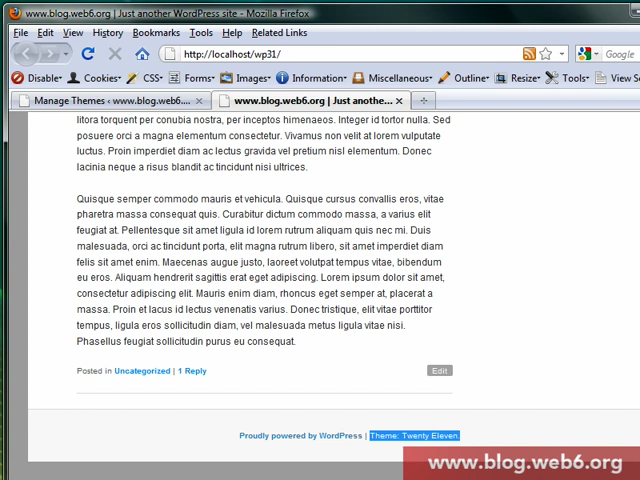 www.blog.web6.org | Just another WordPress site - Mozilla Firefox
File Edit View History Bookmarks Tools Help Related Links
http://localhost/wp31/
Google
Disable Cookies CSS Forms Images Information Miscellaneous Outline Resize Tools View S
Manage Themes ‹ www.blog.web6....
www.blog.web6.org | Just anothe...
litora torquent per conubia nostra, per inceptos himenaeos. Integer id tortor nulla. Sed
posuere orci a magna elementum consectetur. Vivamus non velit at lorem vulputate
luctus. Proin imperdiet diam ac lectus gravida vel pretium nisl elementum. Donec
lacinia neque a risus blandit ac tincidunt nisi ultrices.
Quisque semper commodo mauris et vehicula. Quisque cursus convallis eros, vitae
pharetra massa consequat quis. Curabitur dictum commodo massa, a varius elit
feugiat at. Pellentesque sit amet ligula id lorem rutrum aliquam quis nec mi. Duis
malesuada, orci ac tincidunt porta, elit magna rutrum libero, sit amet imperdiet diam
felis sit amet enim. Maecenas augue justo, laoreet volutpat tempus vitae, bibendum
eu eros. Aliquam hendrerit sagittis erat eget adipiscing. Lorem ipsum dolor sit amet,
consectetur adipiscing elit. Mauris enim diam, rhoncus eget semper at, placerat a
massa. Proin et lacus id lectus venenatis varius. Donec tristique, elit vitae porttitor
tempus, ligula eros sollicitudin diam, vel malesuada metus ligula vitae nisi.
Phasellus feugiat sollicitudin purus eu consequat.
Posted in Uncategorized | 1 Reply
Edit
Proudly powered by WordPress | Theme: Twenty Eleven.
www.blog.web6.org